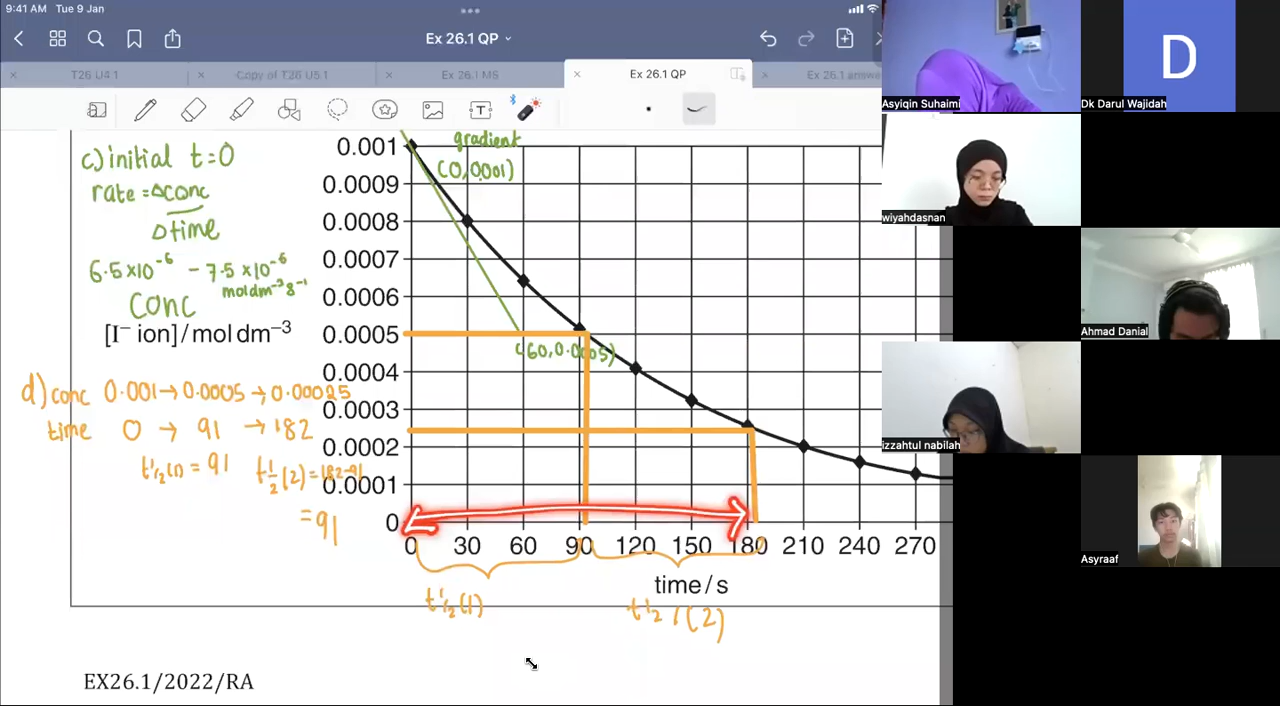 9:41 AM Tue 9 Jan
Ex 26.1 QP
T26 U4 1
Copy of T26 U5.1
Ex 26.1 MS
Ex 26.1 QP
Ex 26.1 answe
c) initial t=0
rate = Δconc
Δtime
6.5×10⁻⁶ - 7.5×10⁻⁶
mol dm⁻³ s⁻¹
conc
[I⁻ ion] / mol dm⁻³
d) conc 0.001 → 0.0005 → 0.00025
time 0 → 91 → 182
t½(1) = 91 t½(2) = 182-91
= 91
gradient
(0, 0.001)
(60, 0.0005)
0.001
0.0009
0.0008
0.0007
0.0006
0.0005
0.0004
0.0003
0.0002
0.0001
0
0 30 60 90 120 150 180 210 240 270
time / s
t½(1)
t½(2)
EX26.1/2022/RA
Asyiqin Suhaimi
D
Dk Darul Wajidah
wiyahdasnan
Ahmad Danial
izzahtul nabilah
Asyraaf